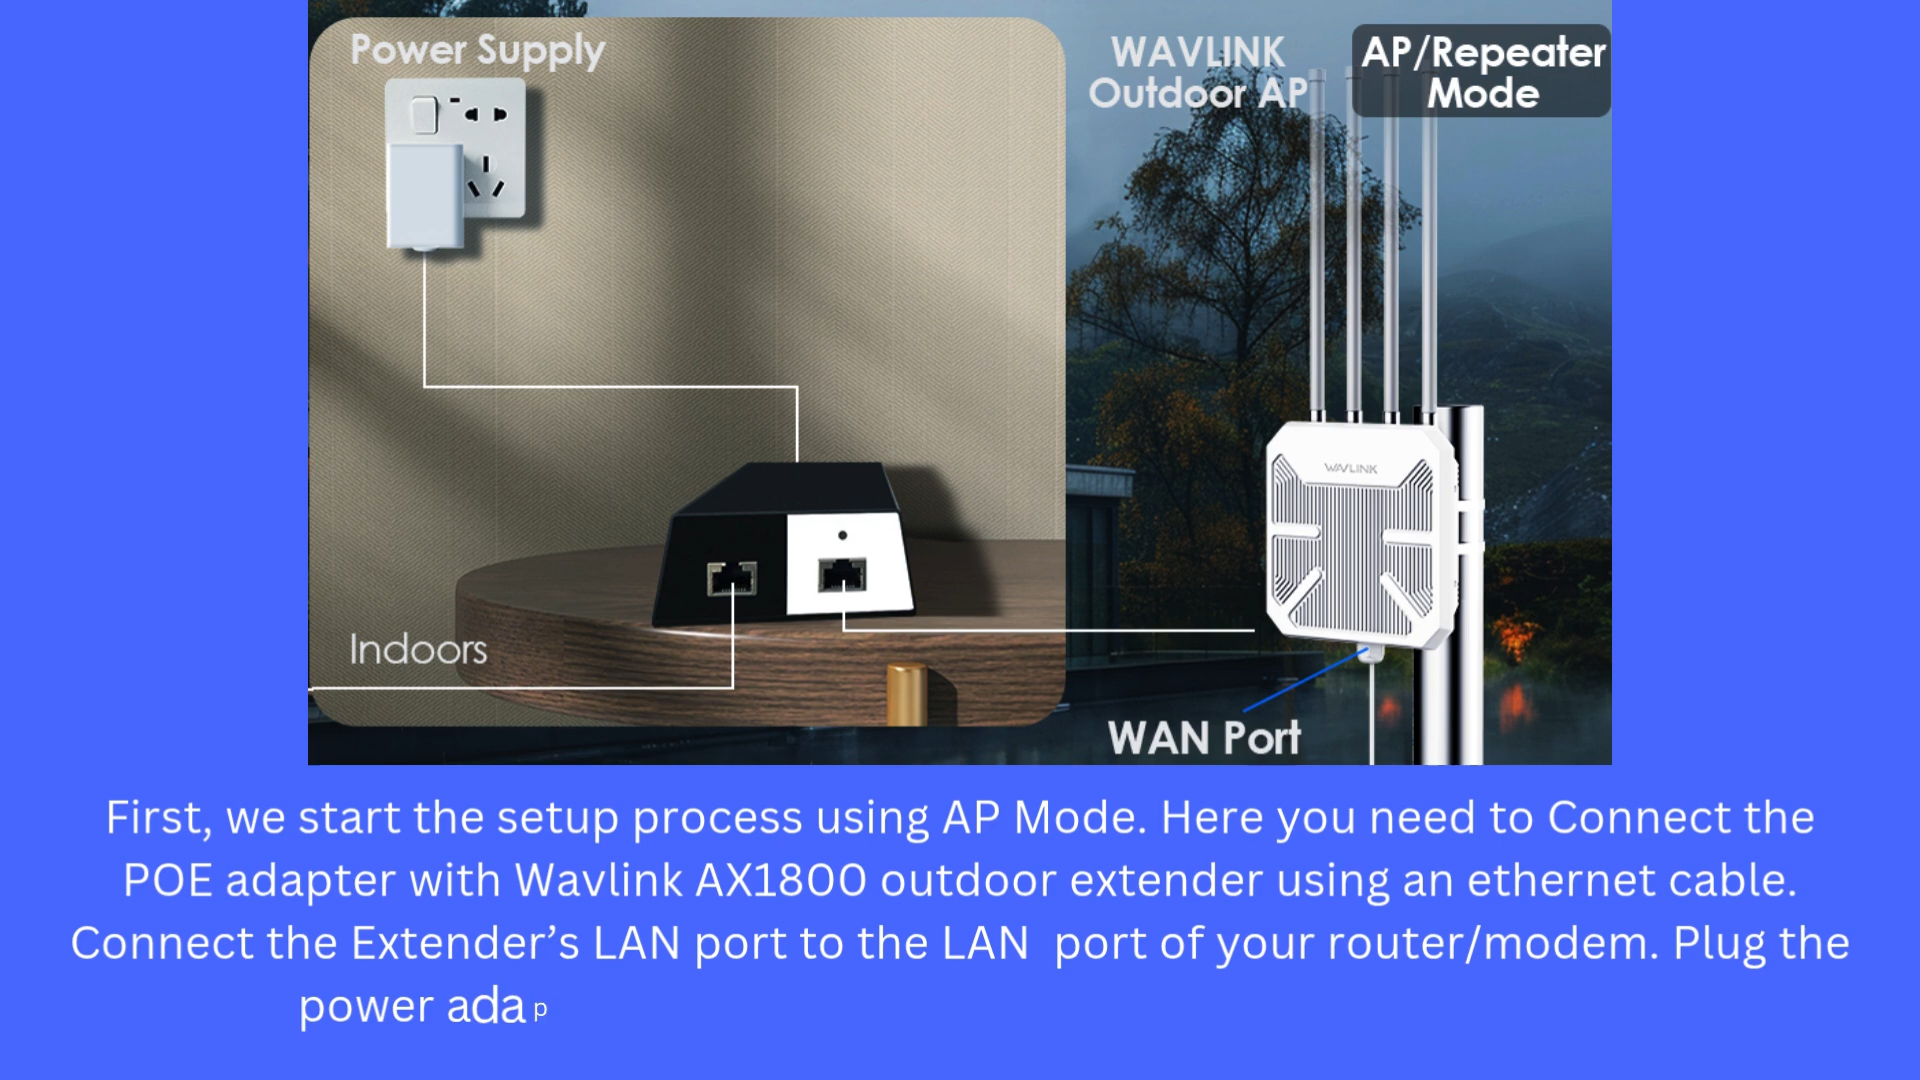 Power Supply
WAVLINK
Outdoor AP
AP/Repeater
Mode
WAVLINK
Indoors
WAN Port
First, we start the setup process using AP Mode. Here you need to Connect the
POE adapter with Wavlink AX1800 outdoor extender using an ethernet cable.
Connect the Extender’s LAN port to the LAN port of your router/modem. Plug the
power adap